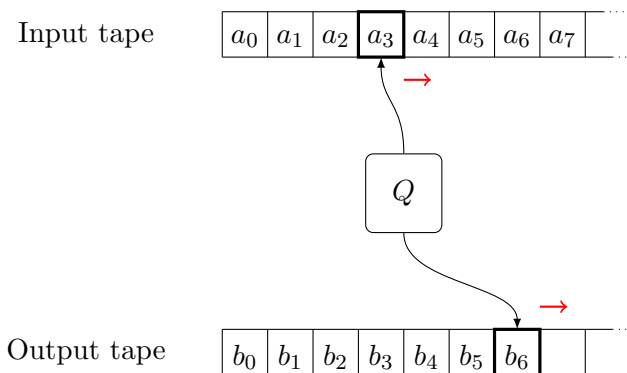 Input tape a₀ a₁ a₂ a₃ a₄ a₅ a₆ a₇
Q
Output tape b₀ b₁ b₂ b₃ b₄ b₅ b₆